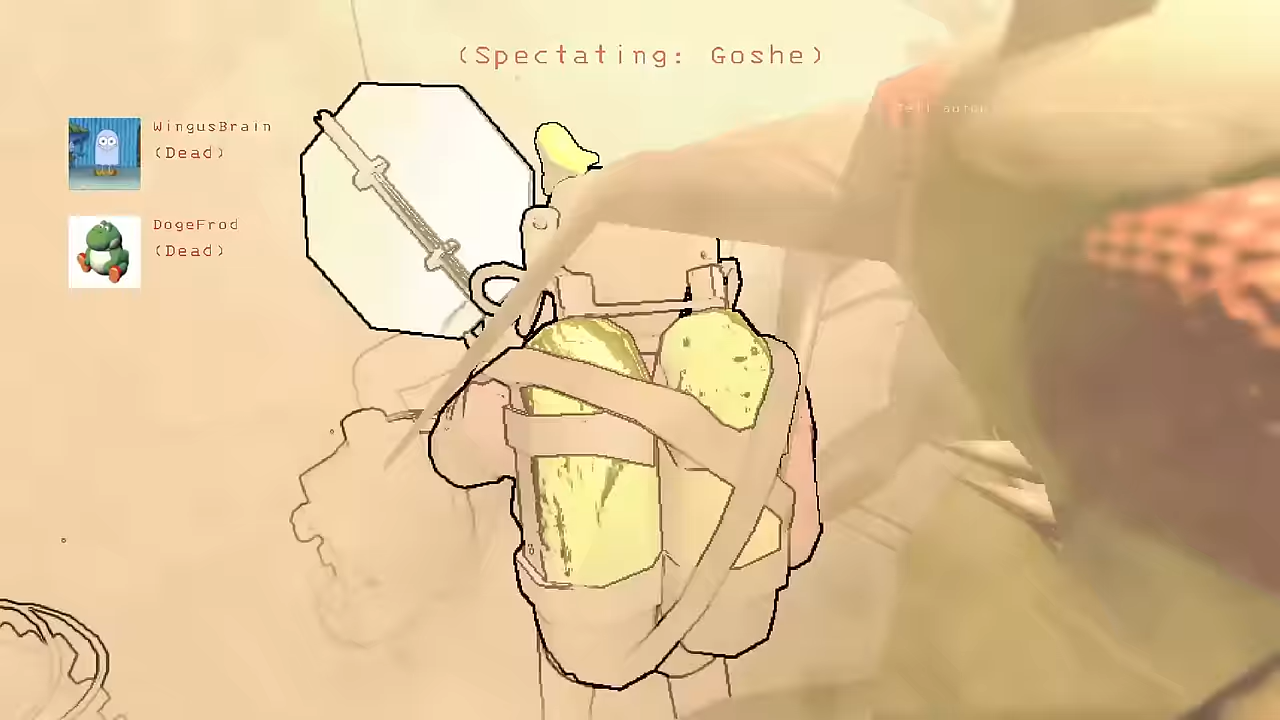 (Spectating: Goshe)
WingusBrain
(Dead)
DogeFrod
(Dead)